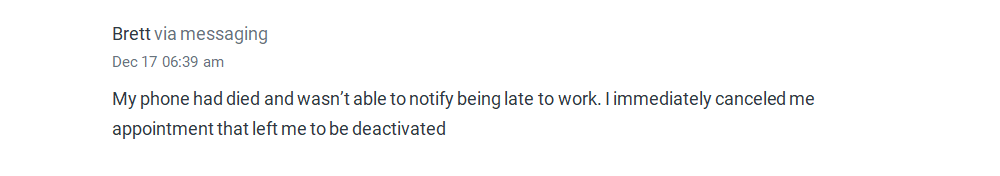 Brett via messaging
Dec 17 06:39 am
My phone had died and wasn’t able to notify being late to work. I immediately canceled me
appointment that left me to be deactivated